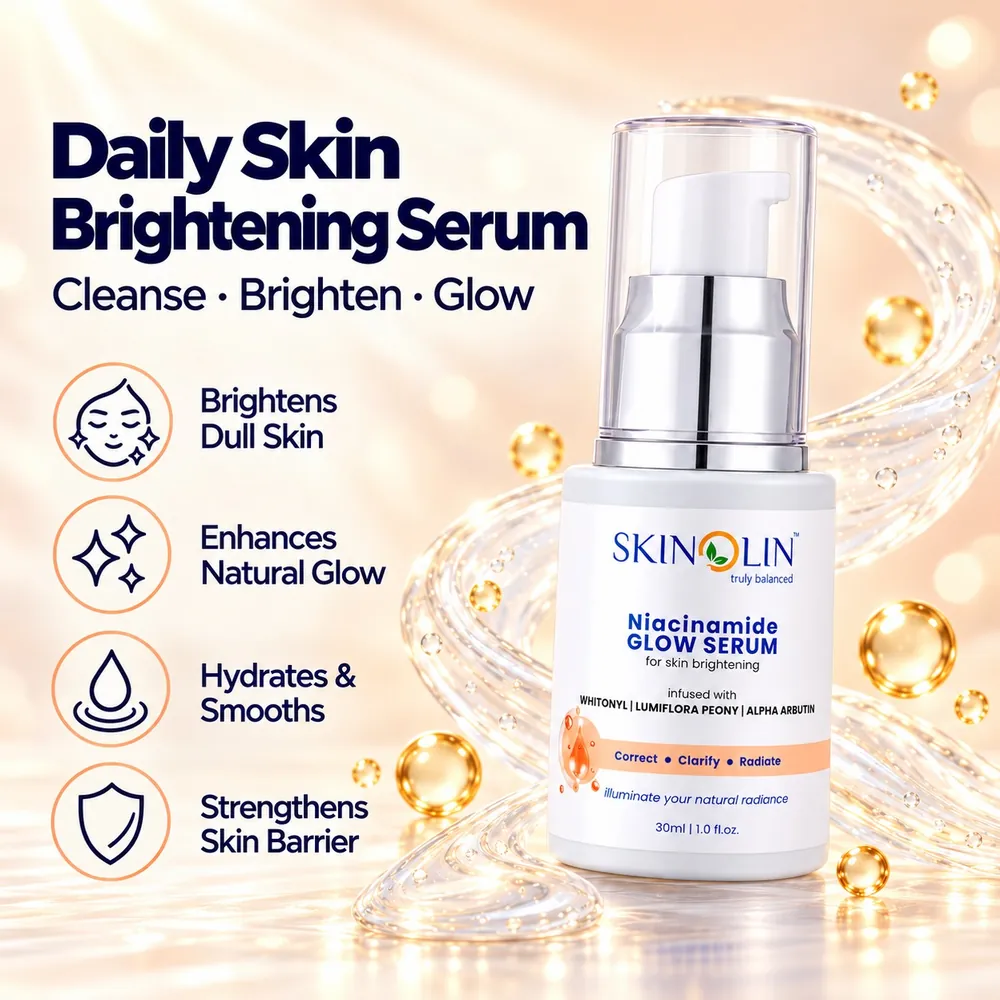 Daily Skin
Brightening Serum
Cleanse · Brighten · Glow
Brightens
Dull Skin
Enhances
Natural Glow
Hydrates &
Smooths
Strengthens
Skin Barrier
SKINOLIN™
truly balanced
Niacinamide
GLOW SERUM
for skin brightening
infused with
WHITONYL | LUMIFLORA PEONY | ALPHA ARBUTIN
Correct • Clarify • Radiate
illuminate your natural radiance
30ml | 1.0 fl.oz.